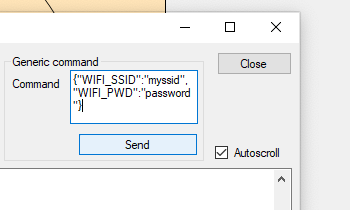 Generic command
Close
Command
{"WIFI_SSID":"myssid",
"WIFI_PWD":"password
"}
Send
Autoscroll